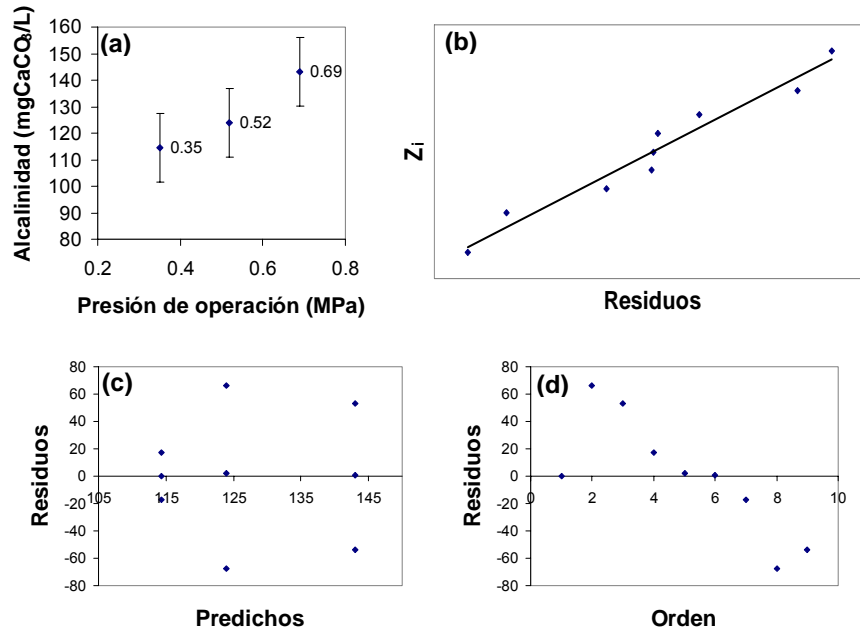 (a)
Alcalinidad (mgCaCO3/L)
160
150
140
130
120
110
100
90
80
0.35
0.52
0.69
0.2 0.4 0.6 0.8
Presión de operación (MPa)
(b)
Zi
Residuos
(c)
Residuos
80
60
40
20
0
-20
-40
-60
-80
105 115 125 135 145
Predichos
(d)
Residuos
80
60
40
20
0
-20
-40
-60
-80
0 2 4 6 8 10
Orden